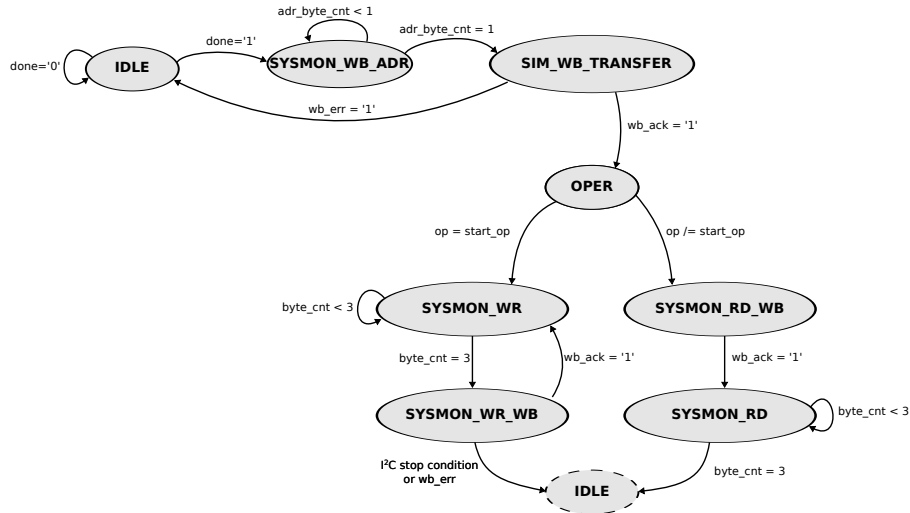 adr_byte_cnt < 1
adr_byte_cnt = 1
done='1'
done='0'
IDLE
SYSMON_WB_ADR
SIM_WB_TRANSFER
wb_err = '1'
wb_ack = '1'
OPER
op = start_op
op /= start_op
byte_cnt < 3
SYSMON_WR
SYSMON_RD_WB
byte_cnt = 3
wb_ack = '1'
wb_ack = '1'
SYSMON_WR_WB
SYSMON_RD
byte_cnt < 3
I²C stop condition
or wb_err
byte_cnt = 3
IDLE